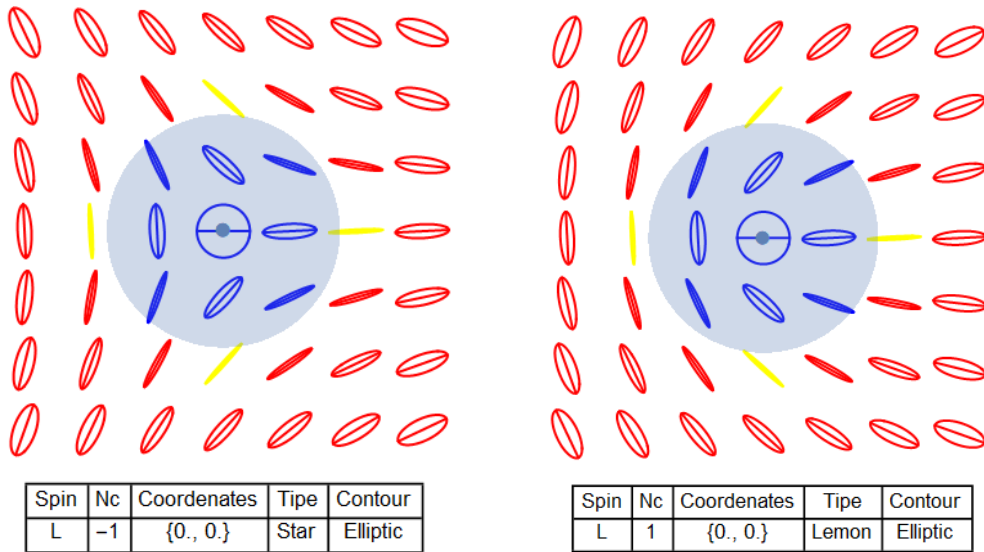 Spin Nc Coordenates Tipe Contour
L −1 {0., 0.} Star Elliptic
Spin Nc Coordenates Tipe Contour
L 1 {0., 0.} Lemon Elliptic